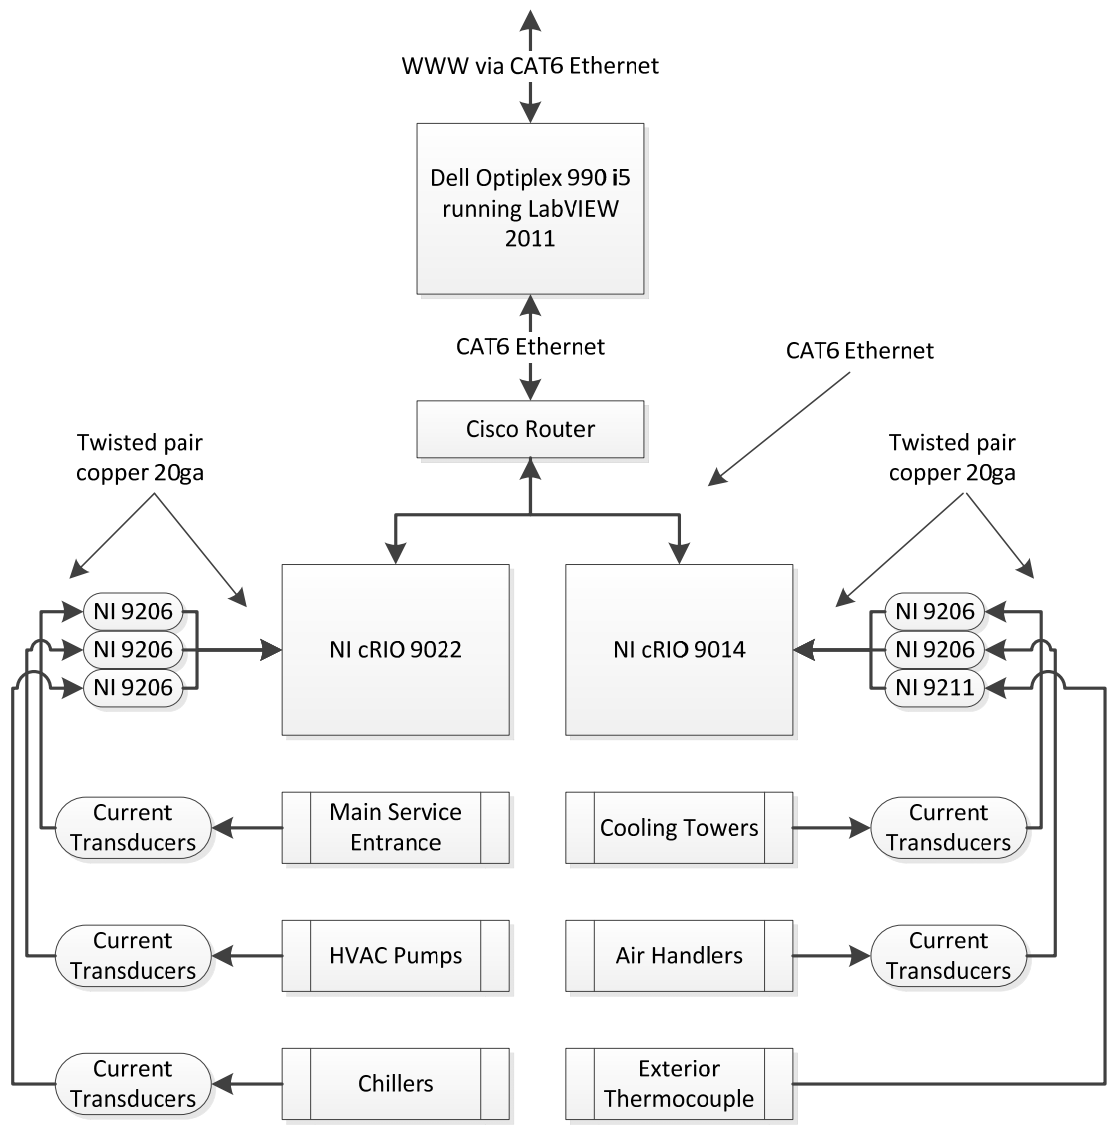 WWW via CAT6 Ethernet
Dell Optiplex 990 i5
running LabVIEW
2011
CAT6 Ethernet
CAT6 Ethernet
Cisco Router
Twisted pair
copper 20ga
Twisted pair
copper 20ga
NI 9206
NI 9206
NI 9206
NI cRIO 9022
NI cRIO 9014
NI 9206
NI 9206
NI 9211
Current
Transducers
Main Service
Entrance
Cooling Towers
Current
Transducers
Current
Transducers
HVAC Pumps
Air Handlers
Current
Transducers
Current
Transducers
Chillers
Exterior
Thermocouple